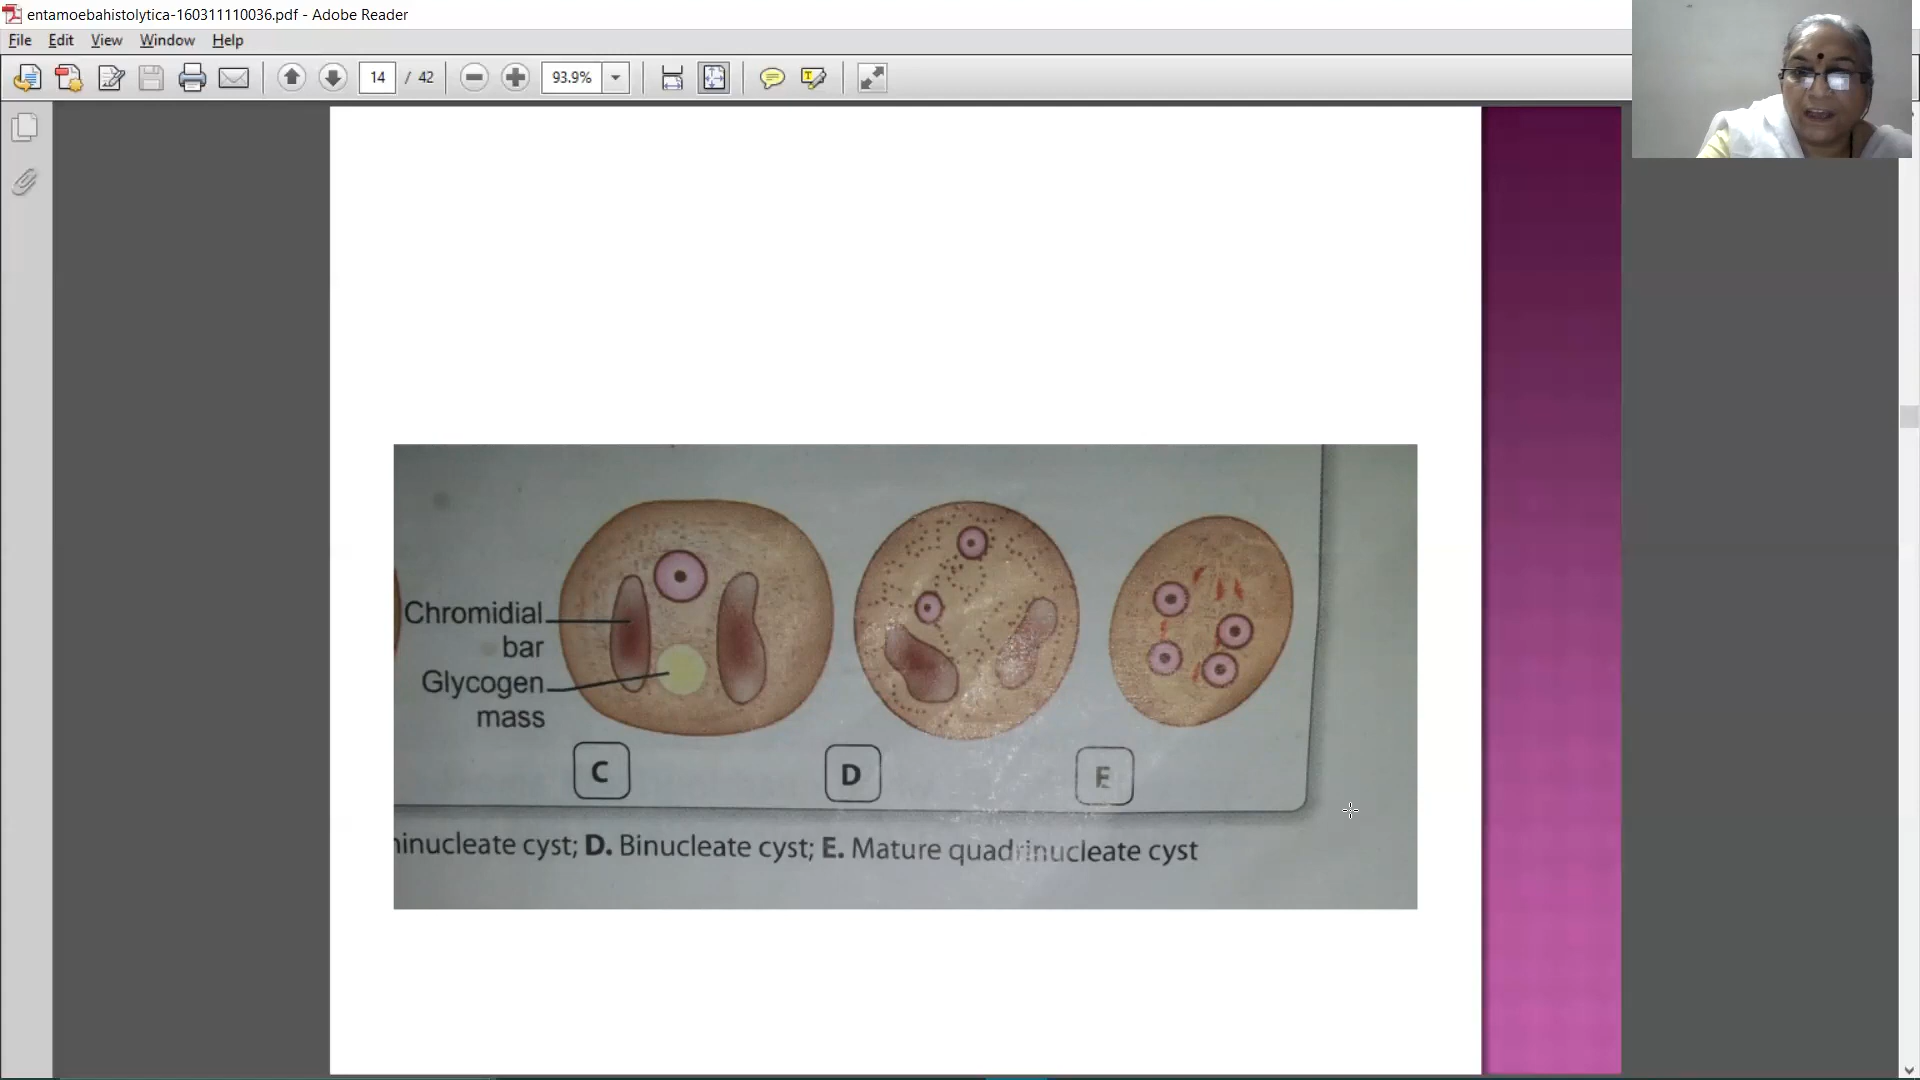 entamoebahistolytica-160311110036.pdf - Adobe Reader
File Edit View Window Help
14 / 42 93.9%
Chromidial
bar
Glycogen
mass
C D E
ninucleate cyst; D. Binucleate cyst; E. Mature quadrinucleate cyst